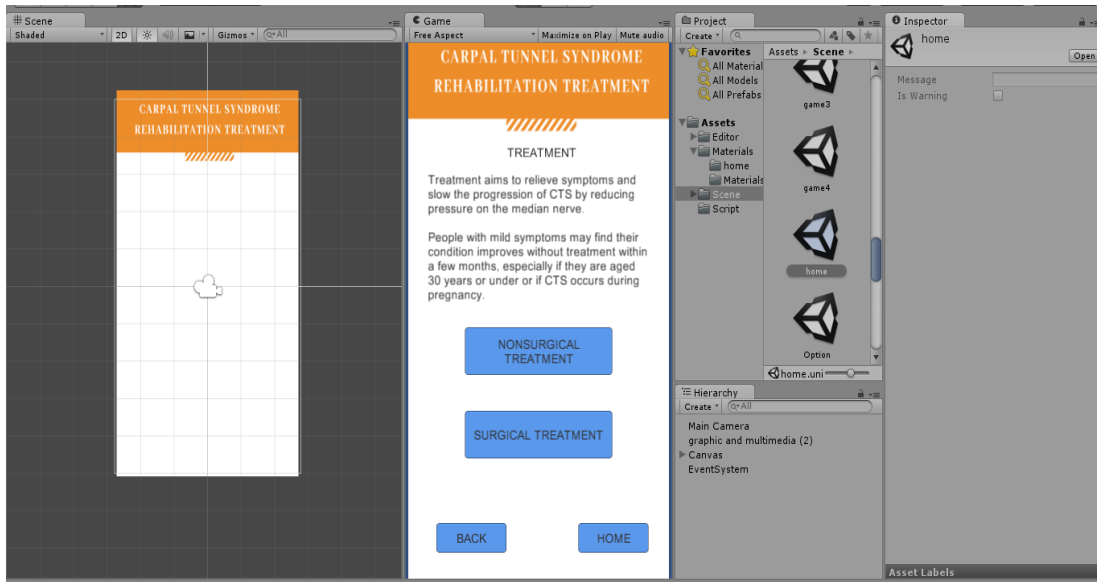 Scene
Shaded
2D
Gizmos
All
CARPAL TUNNEL SYNDROME
REHABILITATION TREATMENT
Game
Free Aspect
Maximize on Play
Mute audio
CARPAL TUNNEL SYNDROME
REHABILITATION TREATMENT
TREATMENT
Treatment aims to relieve symptoms and
slow the progression of CTS by reducing
pressure on the median nerve.
People with mild symptoms may find their
condition improves without treatment within
a few months, especially if they are aged
30 years or under or if CTS occurs during
pregnancy.
NONSURGICAL
TREATMENT
SURGICAL TREATMENT
BACK
HOME
Project
Create
Favorites
All Material
All Models
All Prefabs
Assets
Editor
Materials
home
Materials
Scene
Script
Assets Scene
game3
game4
home
Option
home.uni
Hierarchy
Create
All
Main Camera
graphic and multimedia (2)
Canvas
EventSystem
Inspector
home
Open
Message
Is Warning
Asset Labels